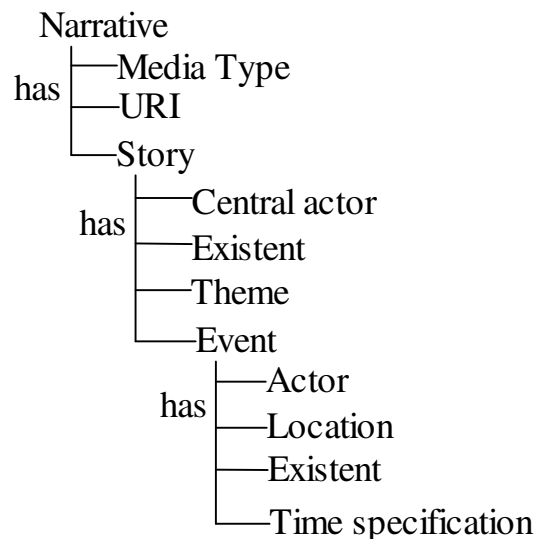 Narrative
has
Media Type
URI
Story
has
Central actor
Existent
Theme
Event
has
Actor
Location
Existent
Time specification